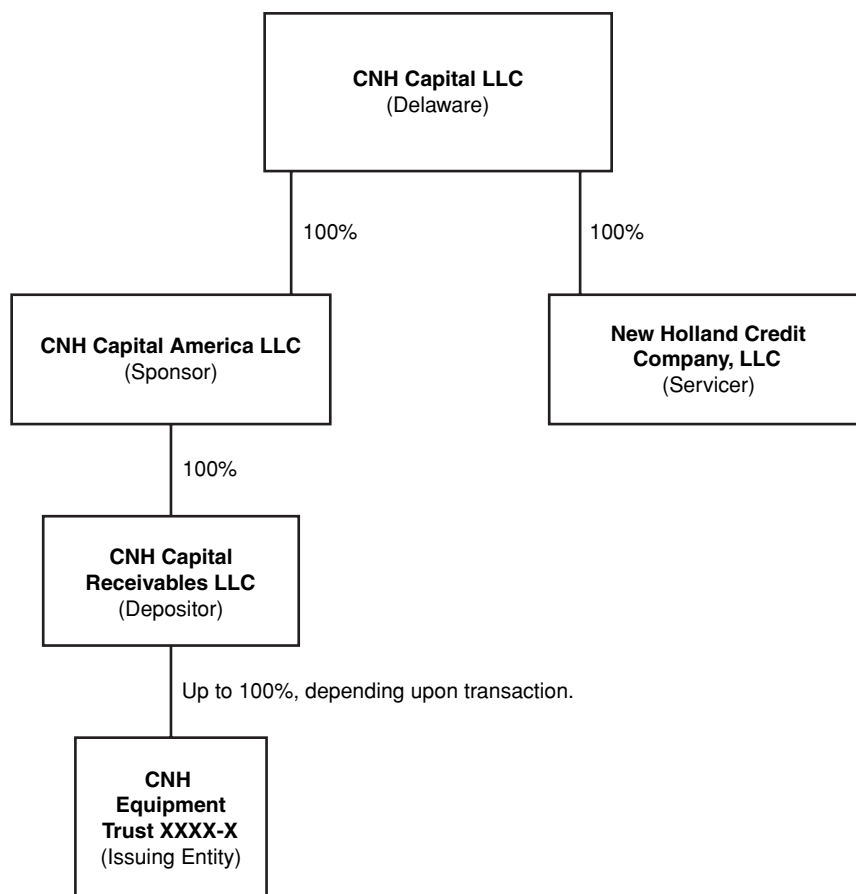 CNH Capital LLC
(Delaware)
100%
100%
CNH Capital America LLC
(Sponsor)
New Holland Credit
Company, LLC
(Servicer)
100%
CNH Capital
Receivables LLC
(Depositor)
Up to 100%, depending upon transaction.
CNH
Equipment
Trust XXXX-X
(Issuing Entity)